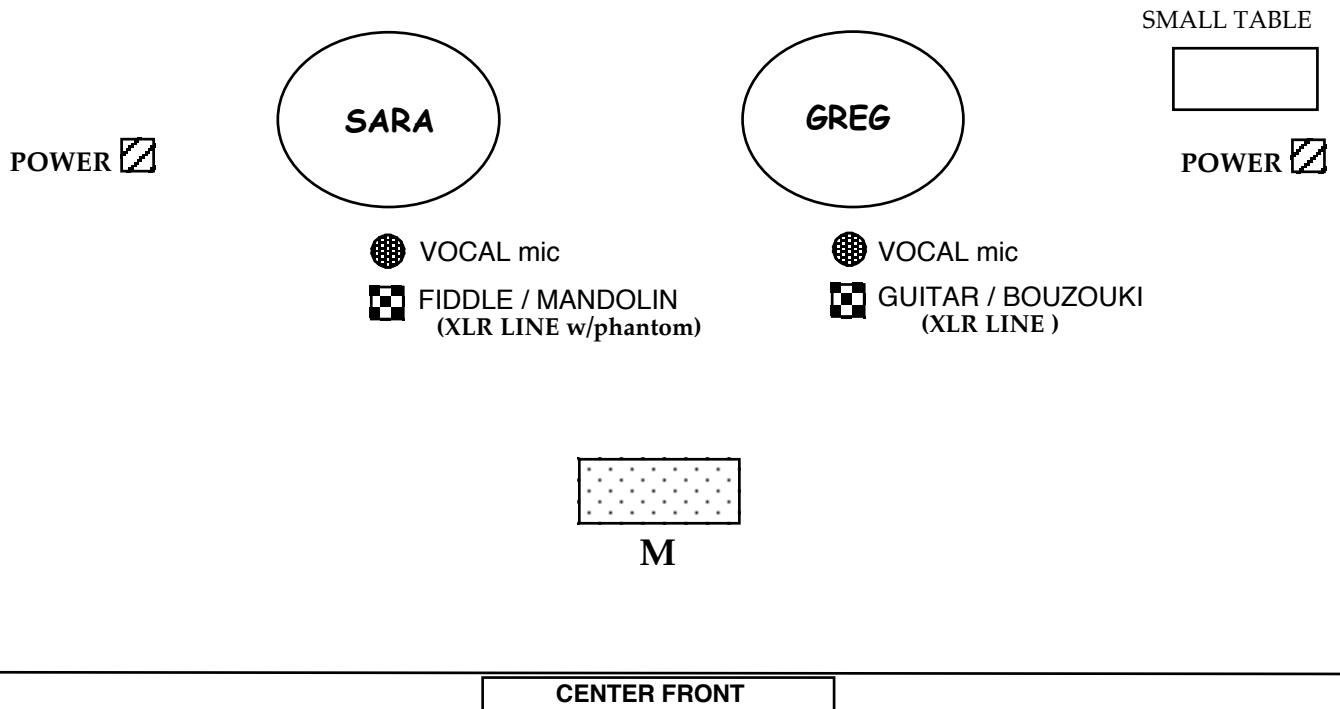 SMALL TABLE
SARA
GREG
POWER
POWER
VOCAL mic
VOCAL mic
FIDDLE / MANDOLIN
(XLR LINE w/phantom)
GUITAR / BOUZOUKI
(XLR LINE )
M
CENTER FRONT